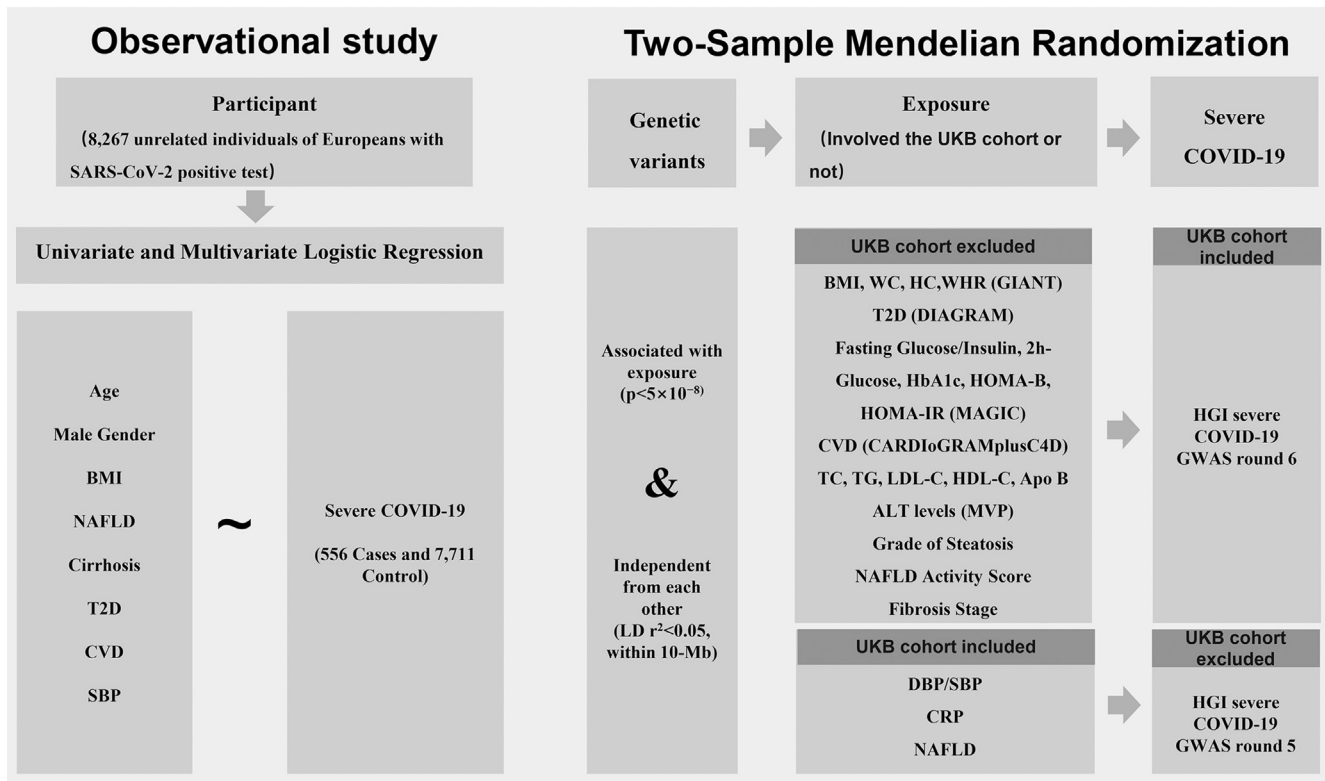 Observational study
Participant
(8,267 unrelated individuals of Europeans with
SARS-CoV-2 positive test)
Univariate and Multivariate Logistic Regression
Age
Male Gender
BMI
NAFLD
Cirrhosis
T2D
CVD
SBP
~
Severe COVID-19
(556 Cases and 7,711
Control)
Two-Sample Mendelian Randomization
Genetic
variants
Exposure
(Involved the UKB cohort or
not)
Severe
COVID-19
Associated with
exposure
(p<5×10⁻⁸)
&
Independent
from each
other
(LD r²<0.05,
within 10-Mb)
UKB cohort excluded
BMI, WC, HC,WHR (GIANT)
T2D (DIAGRAM)
Fasting Glucose/Insulin, 2h-
Glucose, HbA1c, HOMA-B,
HOMA-IR (MAGIC)
CVD (CARDIoGRAMplusC4D)
TC, TG, LDL-C, HDL-C, Apo B
ALT levels (MVP)
Grade of Steatosis
NAFLD Activity Score
Fibrosis Stage
UKB cohort
included
HGI severe
COVID-19
GWAS round 6
UKB cohort included
DBP/SBP
CRP
NAFLD
UKB cohort
excluded
HGI severe
COVID-19
GWAS round 5